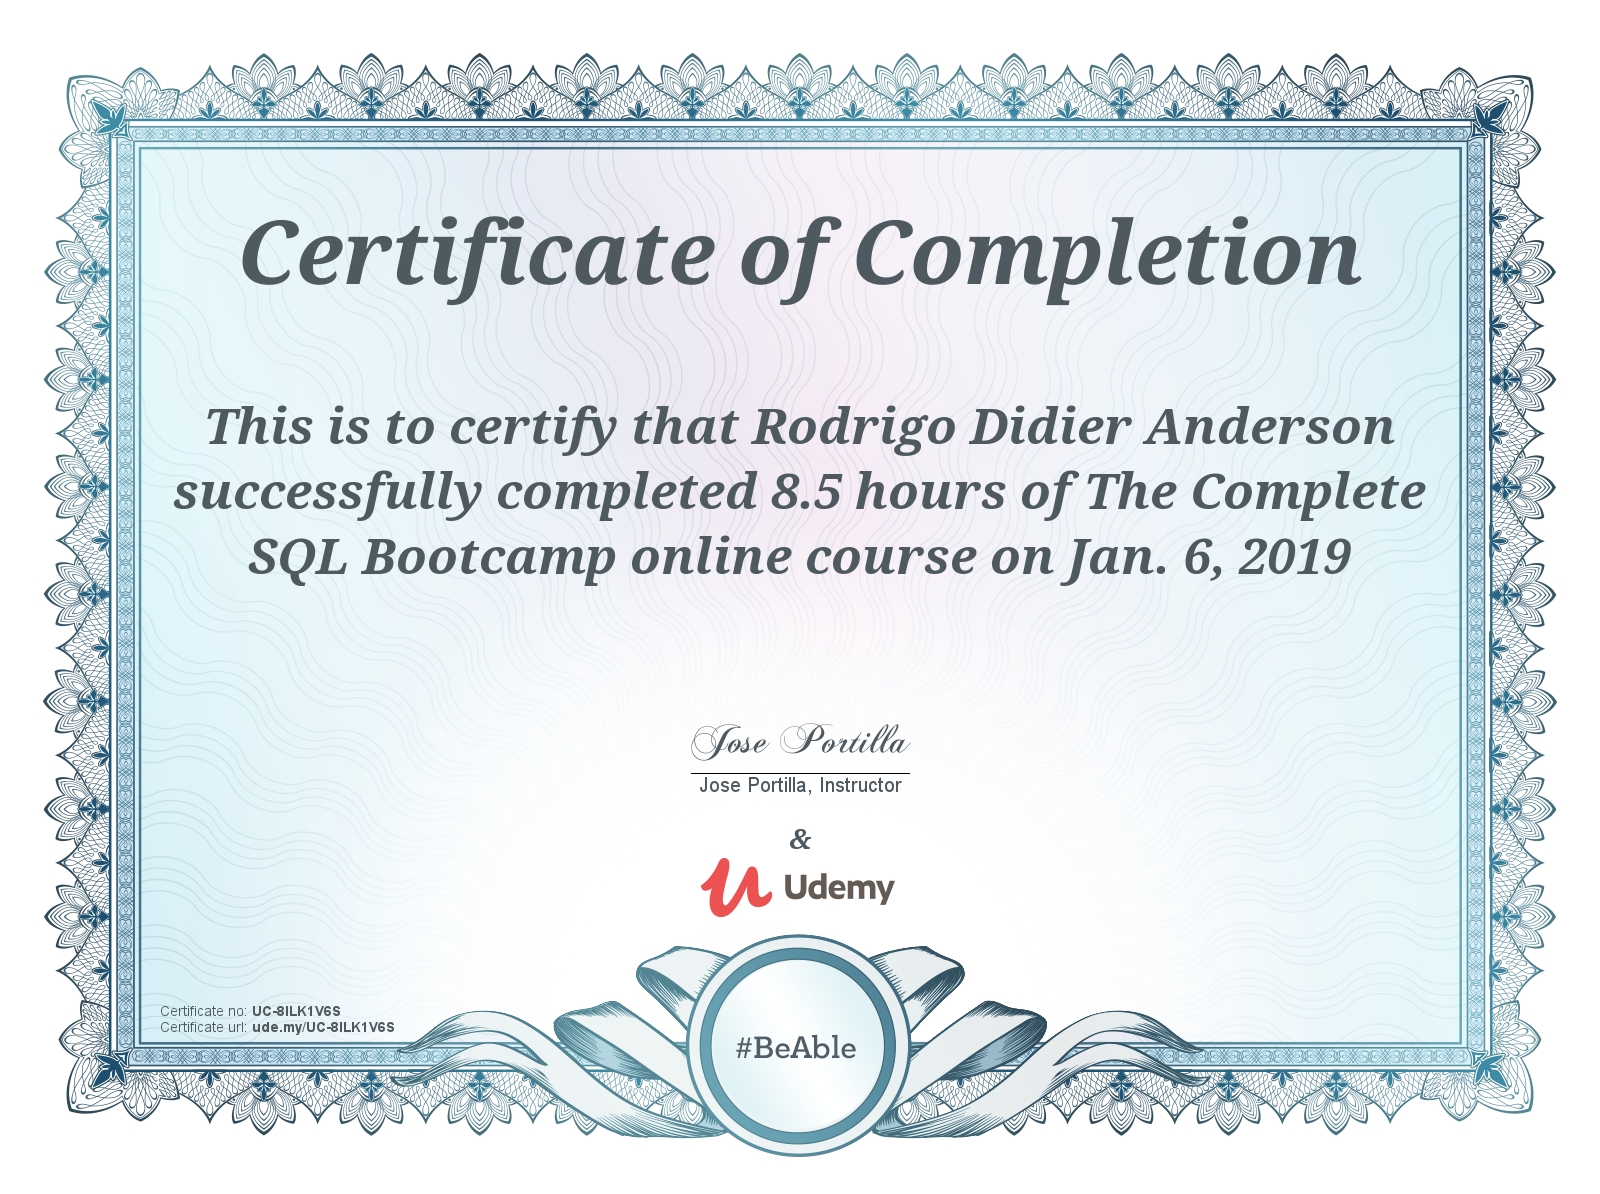 Certificate of Completion
This is to certify that Rodrigo Didier Anderson
successfully completed 8.5 hours of The Complete
SQL Bootcamp online course on Jan. 6, 2019
Jose Portilla
Jose Portilla, Instructor
&
Udemy
Certificate no: UC-8ILK1V6S
Certificate url: ude.my/UC-8ILK1V6S
#BeAble